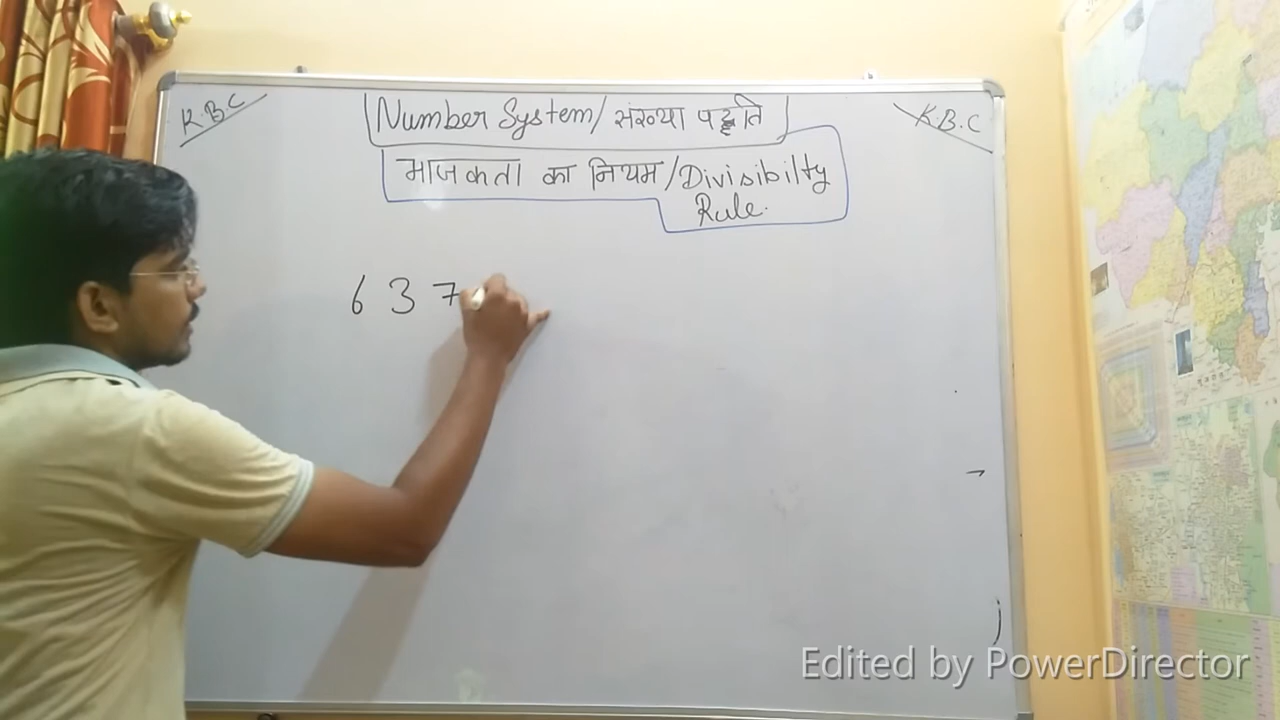 K.B.C
Number System/ संख्या पद्धति
K.B.C
भाजकता का नियम/Divisibilty
Rule.
6 3 7
Edited by PowerDirector